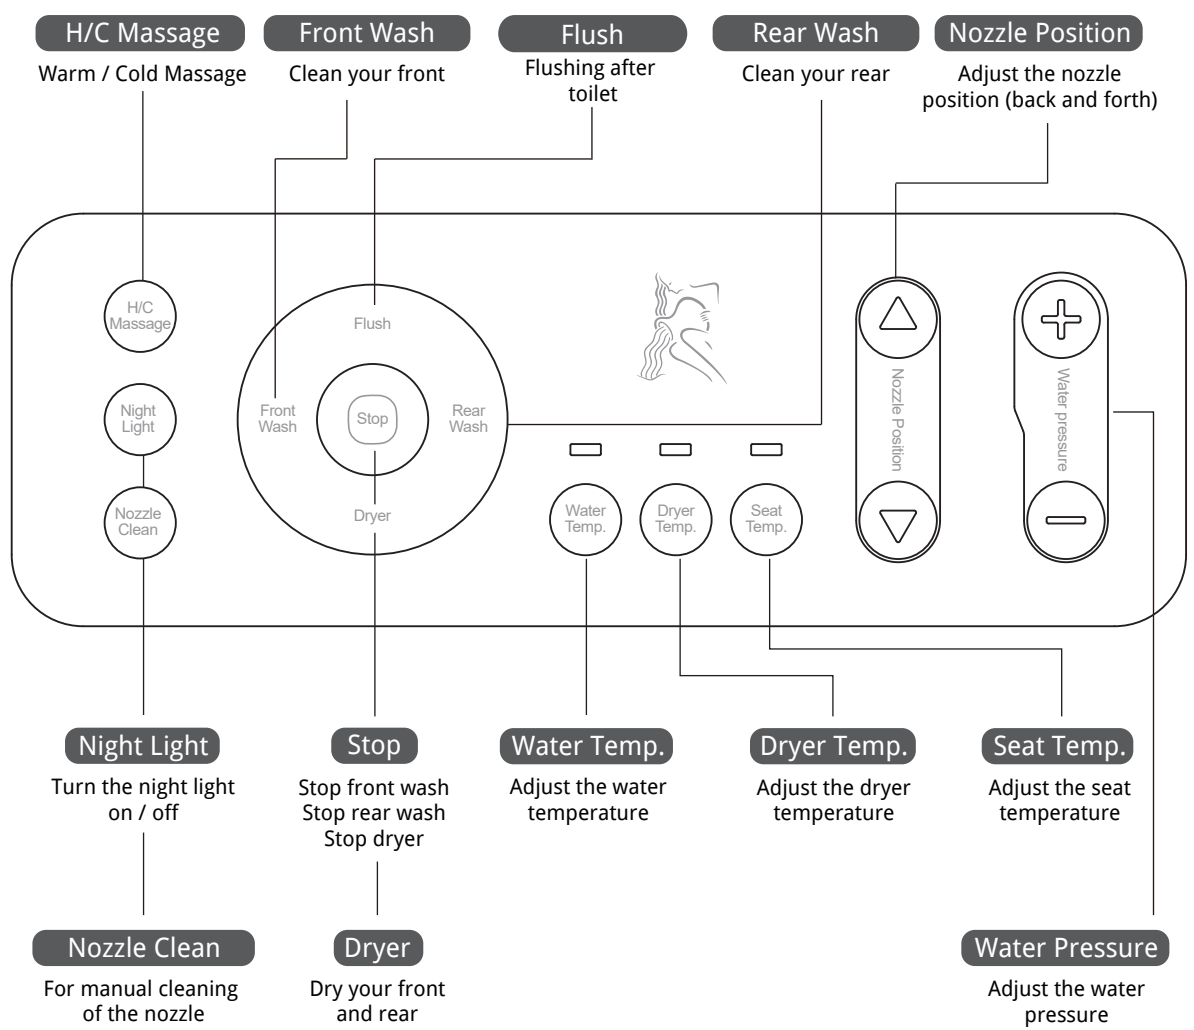 H/C Massage
Warm / Cold Massage
Front Wash
Clean your front
Flush
Flushing after
toilet
Rear Wash
Clean your rear
Nozzle Position
Adjust the nozzle
position (back and forth)
H/C
Massage
Night
Light
Nozzle
Clean
Flush
Front
Wash
Stop
Rear
Wash
Dryer
Water
Temp.
Dryer
Temp.
Seat
Temp.
Nozzle Position
Water pressure
Night Light
Turn the night light
on / off
Stop
Stop front wash
Stop rear wash
Stop dryer
Water Temp.
Adjust the water
temperature
Dryer Temp.
Adjust the dryer
temperature
Seat Temp.
Adjust the seat
temperature
Nozzle Clean
For manual cleaning
of the nozzle
Dryer
Dry your front
and rear
Water Pressure
Adjust the water
pressure